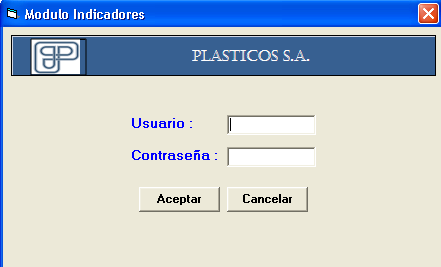 Modulo Indicadores
PLASTICOS S.A.
Usuario :
Contraseña :
Aceptar Cancelar